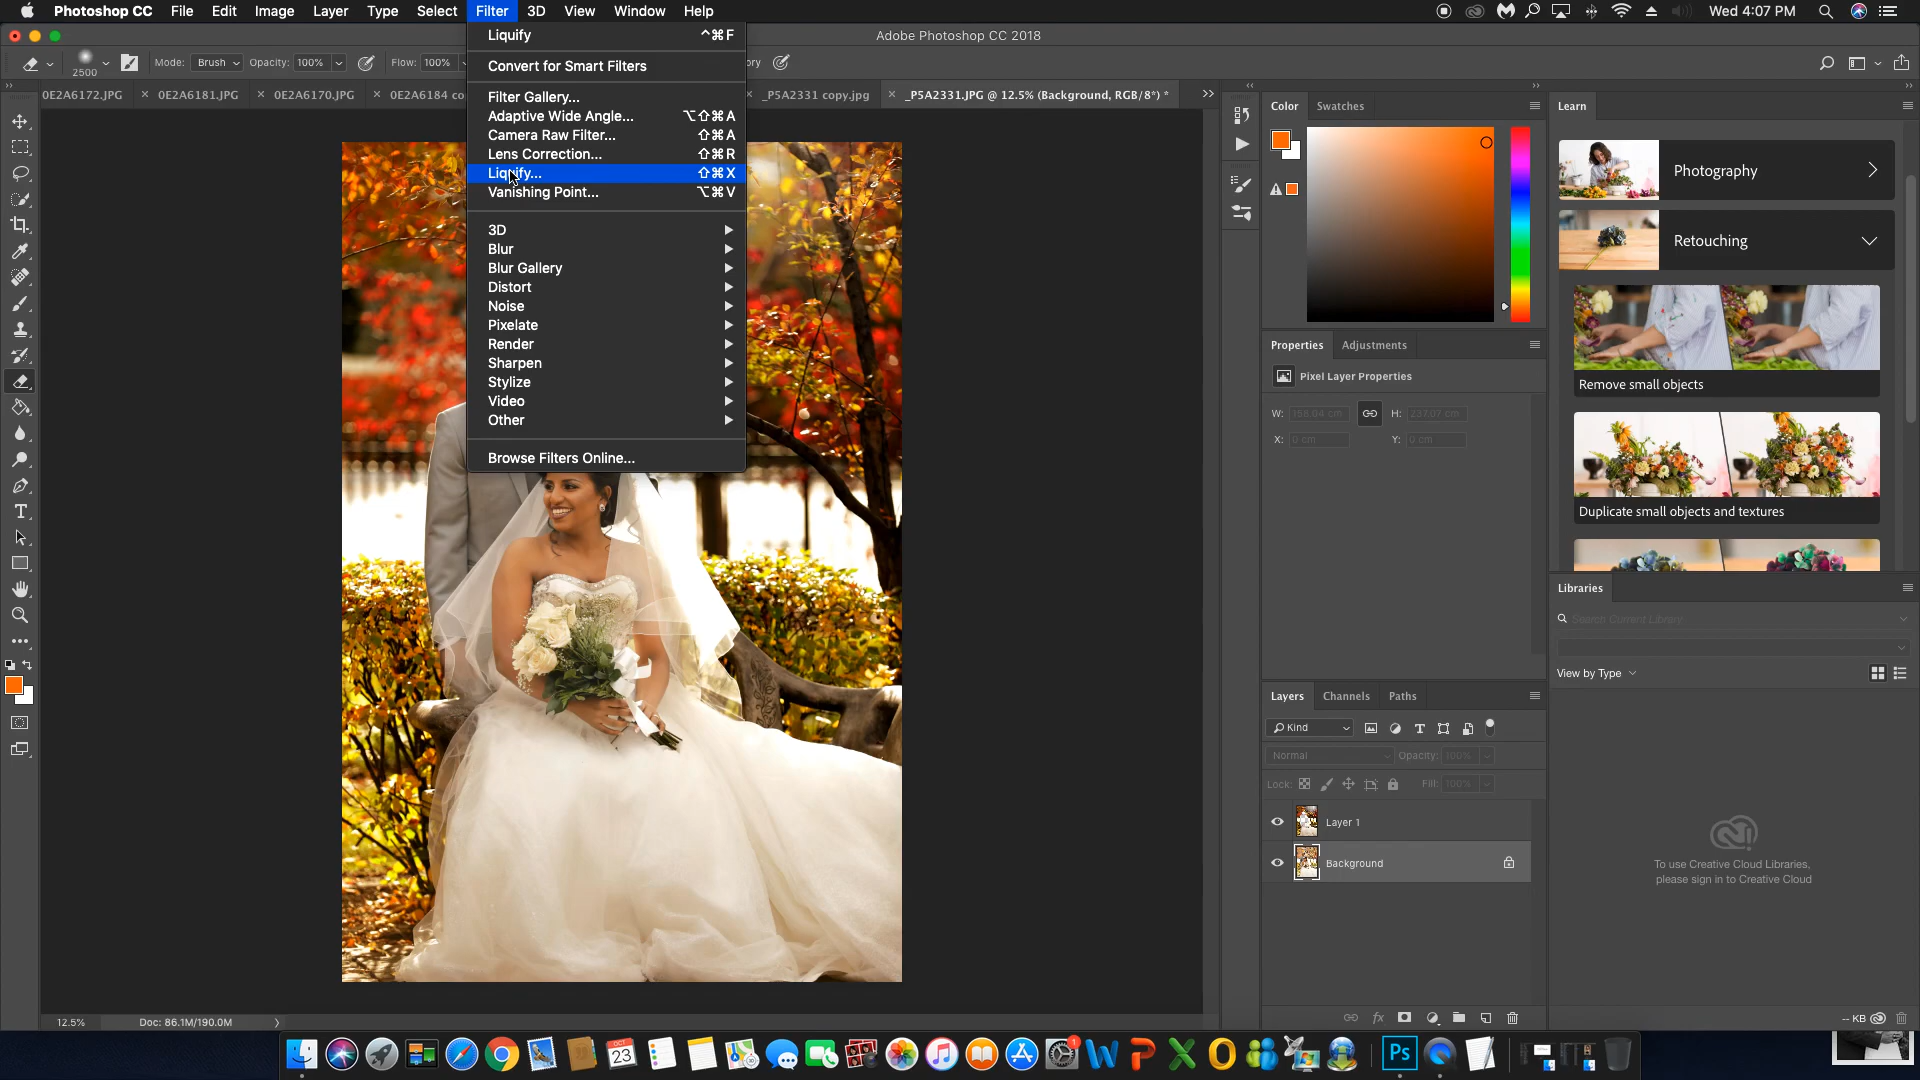 Photoshop CC File Edit Image Layer Type Select Filter 3D View Window Help Wed 4:07 PM
Adobe Photoshop CC 2018
2500 Mode: Brush Opacity: 100% Flow: 100% ory
0E2A6172.JPG × 0E2A6181.JPG × 0E2A6170.JPG × 0E2A6184 co × _P5A2331 copy.jpg × _P5A2331.JPG @ 12.5% (Background, RGB/8*) *
Liquify ^⌘F
Convert for Smart Filters
Filter Gallery...
Adaptive Wide Angle... ⌥⇧⌘A
Camera Raw Filter... ⇧⌘A
Lens Correction... ⇧⌘R
Liquify... ⇧⌘X
Vanishing Point... ⌥⌘V
3D
Blur
Blur Gallery
Distort
Noise
Pixelate
Render
Sharpen
Stylize
Video
Other
Browse Filters Online...
Color Swatches
Properties Adjustments
Pixel Layer Properties
W: 158.04 cm H: 237.07 cm
X: 0 cm Y: 0 cm
Layers Channels Paths
Kind
Normal Opacity: 100%
Lock: Fill: 100%
Layer 1
Background
fx
Learn
Photography
Retouching
Remove small objects
Duplicate small objects and textures
Libraries
Search Current Library
View by Type
To use Creative Cloud Libraries,
please sign in to Creative Cloud
-- KB
12.5% Doc: 86.1M/190.0M
OCT
23
1
Ps